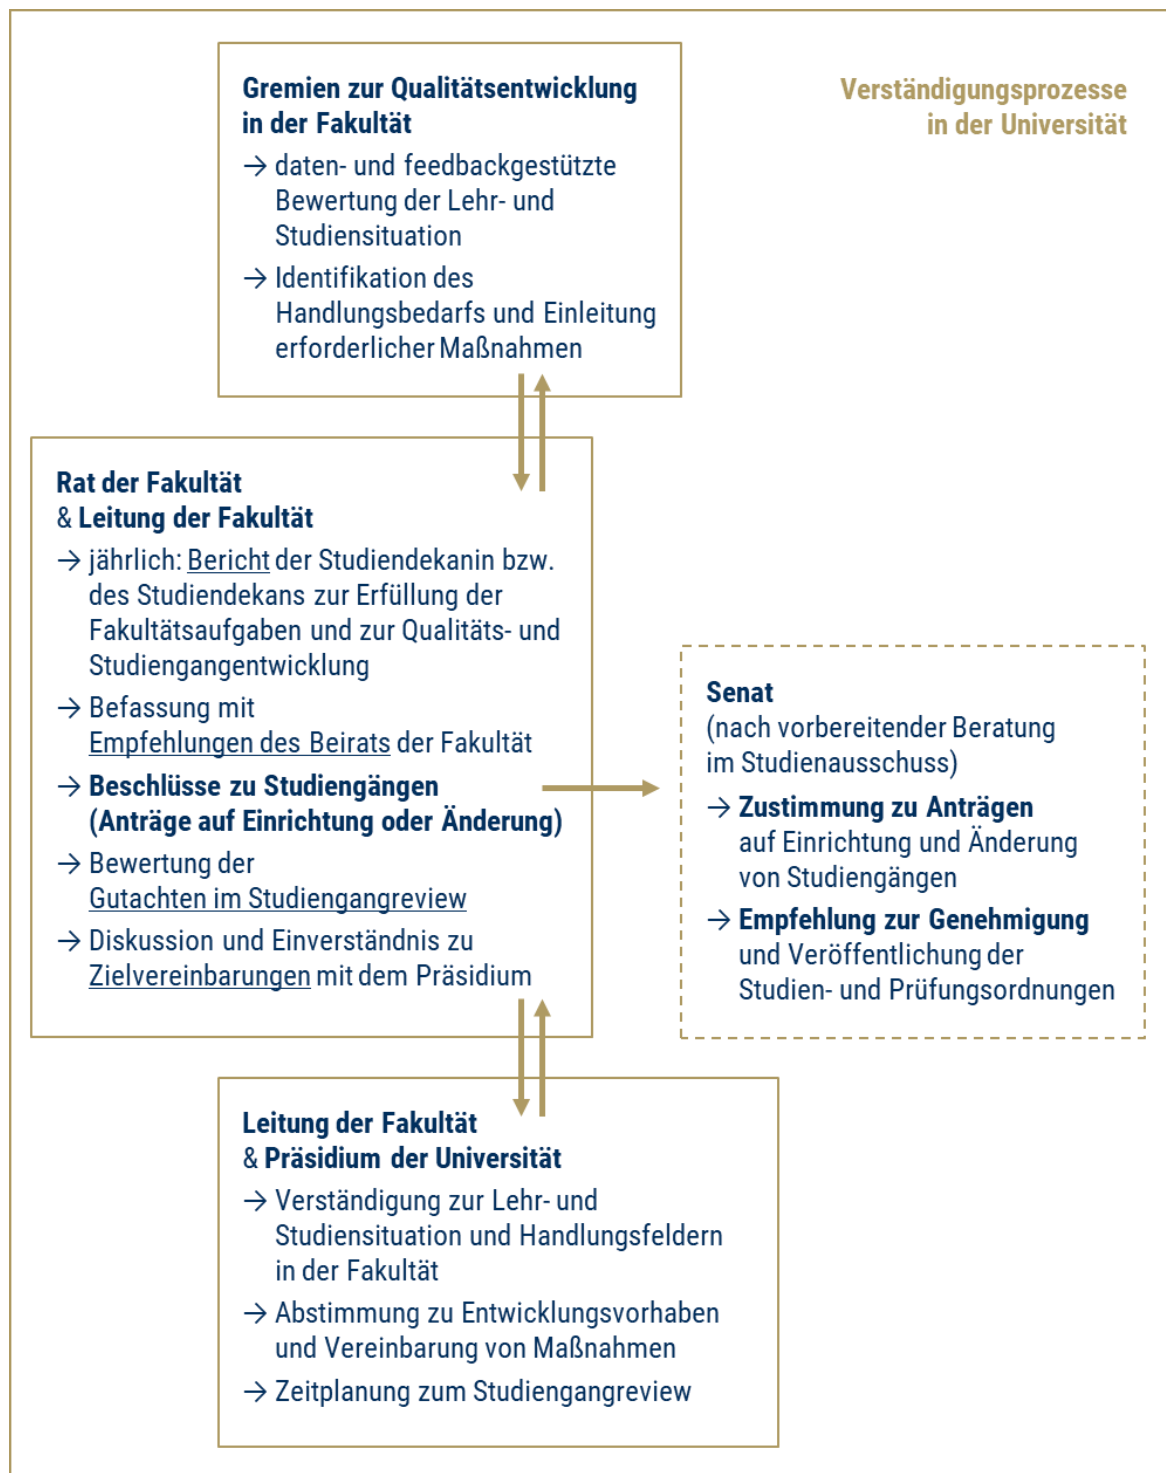 Verständigungsprozesse
in der Universität
Gremien zur Qualitätsentwicklung
in der Fakultät
→ daten- und feedbackgestützte
Bewertung der Lehr- und
Studiensituation
→ Identifikation des
Handlungsbedarfs und Einleitung
erforderlicher Maßnahmen
Rat der Fakultät
& Leitung der Fakultät
→ jährlich: Bericht der Studiendekanin bzw.
des Studiendekans zur Erfüllung der
Fakultätsaufgaben und zur Qualitäts- und
Studiengangentwicklung
→ Befassung mit
Empfehlungen des Beirats der Fakultät
→ Beschlüsse zu Studiengängen
(Anträge auf Einrichtung oder Änderung)
→ Bewertung der
Gutachten im Studiengangreview
→ Diskussion und Einverständnis zu
Zielvereinbarungen mit dem Präsidium
Senat
(nach vorbereitender Beratung
im Studienausschuss)
→ Zustimmung zu Anträgen
auf Einrichtung und Änderung
von Studiengängen
→ Empfehlung zur Genehmigung
und Veröffentlichung der
Studien- und Prüfungsordnungen
Leitung der Fakultät
& Präsidium der Universität
→ Verständigung zur Lehr- und
Studiensituation und Handlungsfeldern
in der Fakultät
→ Abstimmung zu Entwicklungsvorhaben
und Vereinbarung von Maßnahmen
→ Zeitplanung zum Studiengangreview